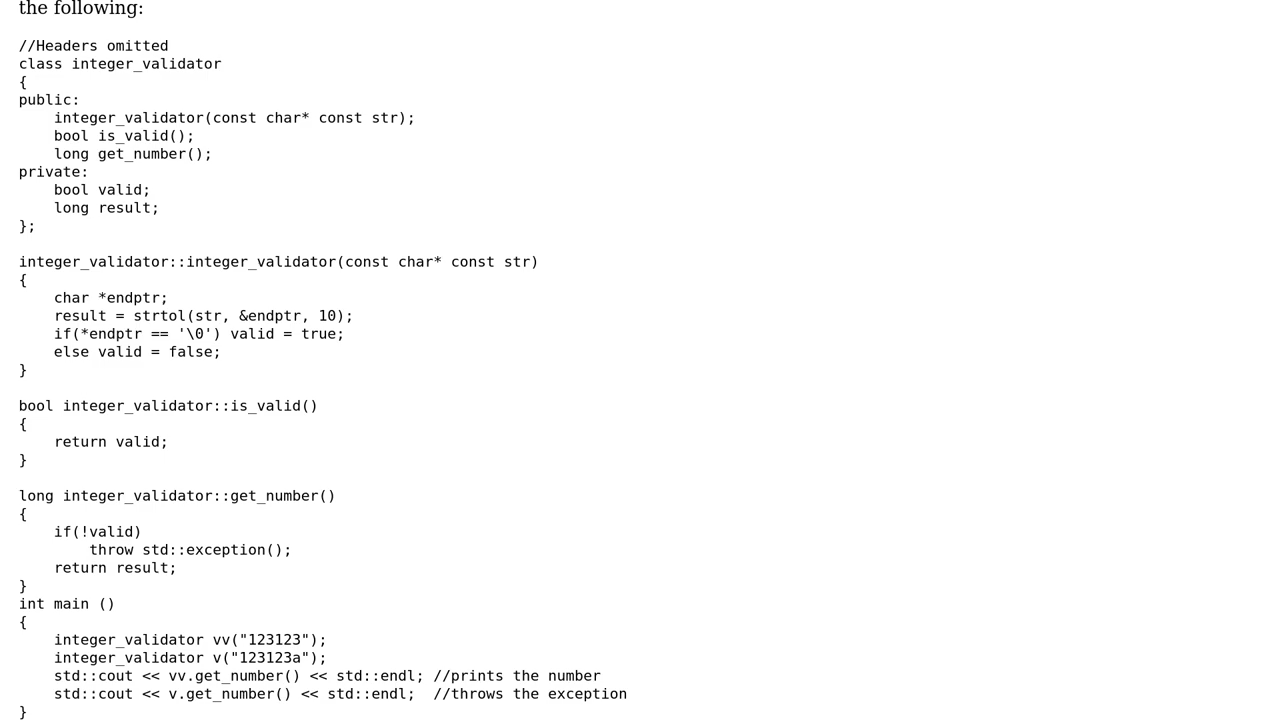 the following:
//Headers omitted
class integer_validator
{
public:
    integer_validator(const char* const str);
    bool is_valid();
    long get_number();
private:
    bool valid;
    long result;
};

integer_validator::integer_validator(const char* const str)
{
    char *endptr;
    result = strtol(str, &endptr, 10);
    if(*endptr == '\0') valid = true;
    else valid = false;
}

bool integer_validator::is_valid()
{
    return valid;
}

long integer_validator::get_number()
{
    if(!valid)
        throw std::exception();
    return result;
}
int main ()
{
    integer_validator vv("123123");
    integer_validator v("123123a");
    std::cout << vv.get_number() << std::endl; //prints the number
    std::cout << v.get_number() << std::endl;  //throws the exception
}